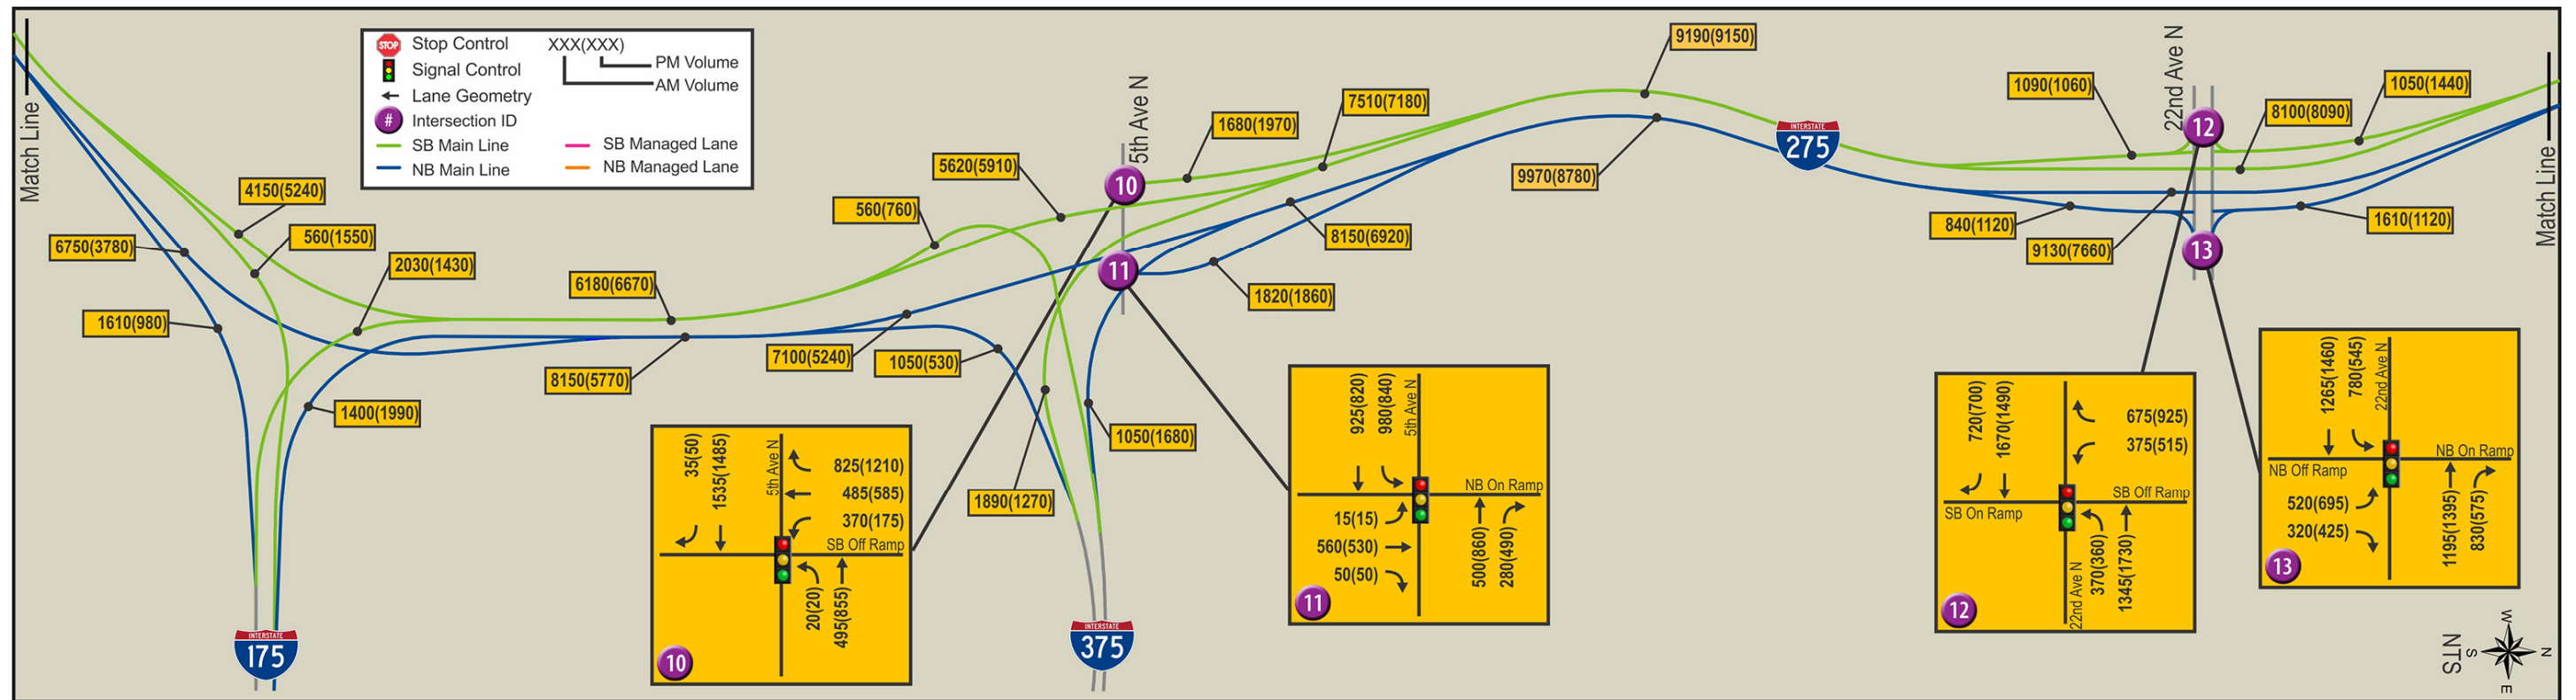 STOP Stop Control
Signal Control
Lane Geometry
# Intersection ID
SB Main Line
NB Main Line
XXX(XXX)
PM Volume
AM Volume
SB Managed Lane
NB Managed Lane
Match Line
4150(5240)
560(1550)
6750(3780)
2030(1430)
1610(980)
1400(1990)
6180(6670)
8150(5770)
560(760)
5620(5910)
7100(5240)
1050(530)
5th Ave N
10
11
1680(1970)
7510(7180)
8150(6920)
1820(1860)
1050(1680)
1890(1270)
9190(9150)
9970(8780)
INTERSTATE
275
1090(1060)
22nd Ave N
12
13
8100(8090)
1050(1440)
840(1120)
9130(7660)
1610(1120)
Match Line
INTERSTATE
175
INTERSTATE
375
35(50)
1535(1485)
5th Ave N
825(1210)
485(585)
370(175)
SB Off Ramp
20(20)
495(855)
10
925(820)
980(840)
5th Ave N
NB On Ramp
15(15)
560(530)
50(50)
500(860)
280(490)
11
720(700)
1670(1490)
675(925)
375(515)
SB Off Ramp
SB On Ramp
22nd Ave N
370(360)
1345(1730)
12
1265(1460)
780(545)
22nd Ave N
NB On Ramp
NB Off Ramp
520(695)
320(425)
1195(1395)
830(575)
13
NTS
W
S
N
E